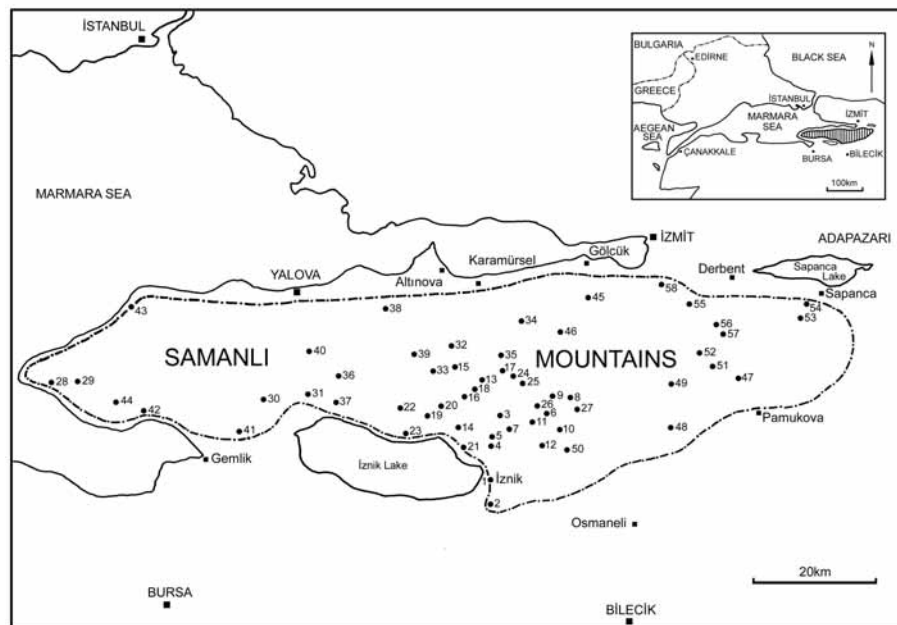 İSTANBUL
BULGARIA
EDİRNE
BLACK SEA
N
GREECE
İSTANBUL
MARMARA
SEA
İZMİT
AEGEAN
SEA
ÇANAKKALE
BURSA
BİLECİK
100km
MARMARA SEA
İZMİT
ADAPAZARI
Gölcük
Karamürsel
Derbent
Sapanca
Lake
YALOVA
Altınova
Sapanca
58
45
43
38
55
54
53
34
56
46
57
32
SAMANLI
MOUNTAINS
40
39
35
52
33
15
17
24
51
36
13
25
47
28
29
18
49
31
16
9
8
30
37
44
20
26
27
22
42
19
3
6
11
14
7
10
48
Pamukova
41
23
5
4
12
21
50
Gemlik
İznik Lake
1
İznik
2
Osmaneli
20km
BURSA
BİLECİK